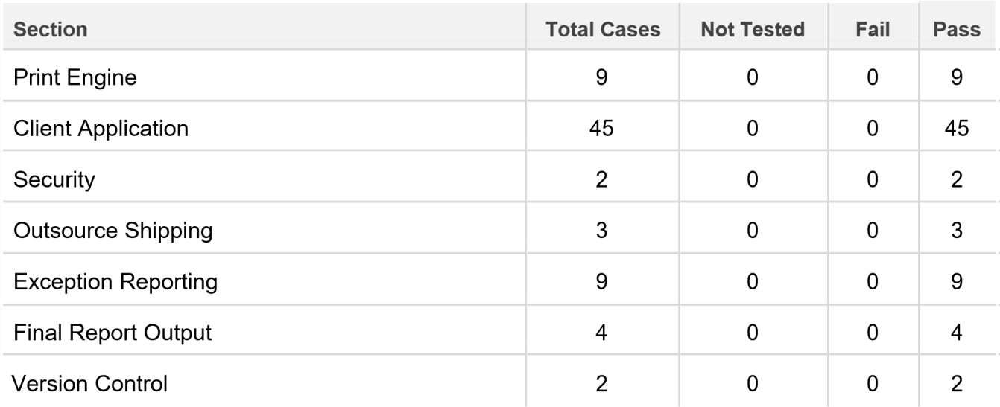 Section Total Cases Not Tested Fail Pass
Print Engine 9 0 0 9
Client Application 45 0 0 45
Security 2 0 0 2
Outsource Shipping 3 0 0 3
Exception Reporting 9 0 0 9
Final Report Output 4 0 0 4
Version Control 2 0 0 2